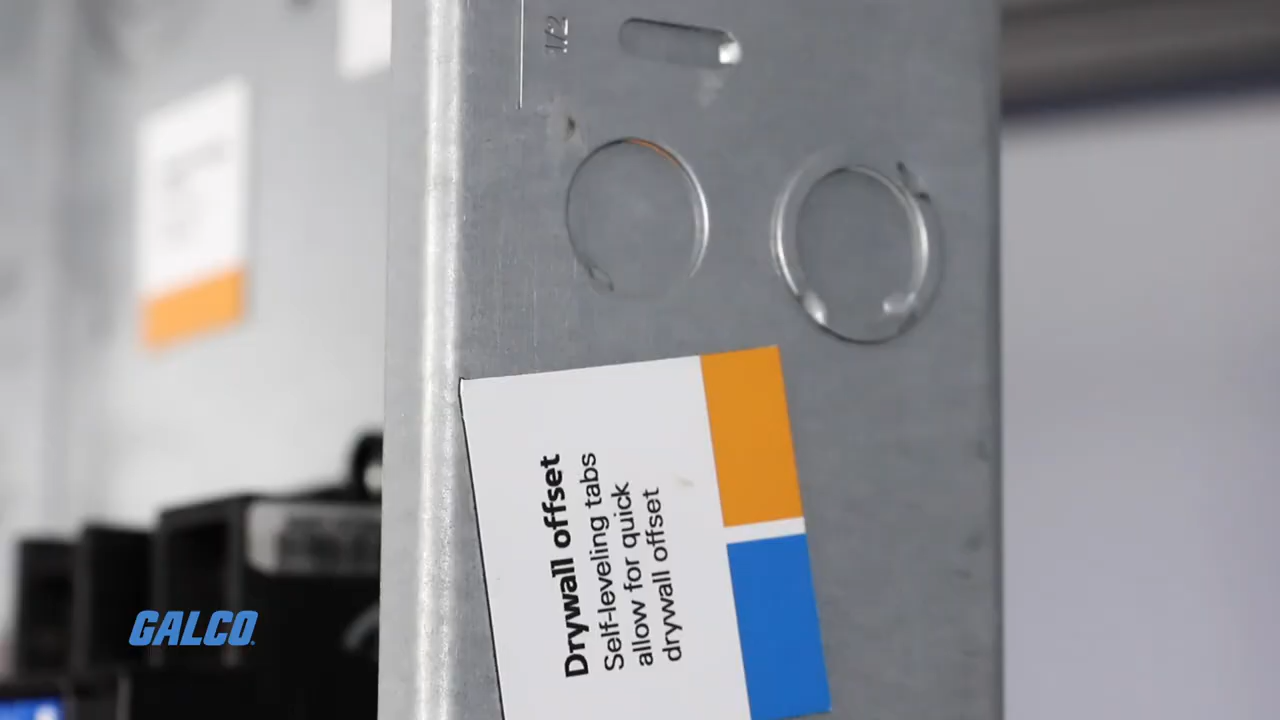 1/2
Drywall offset
Self-leveling tabs
allow for quick
drywall offset
GALCO